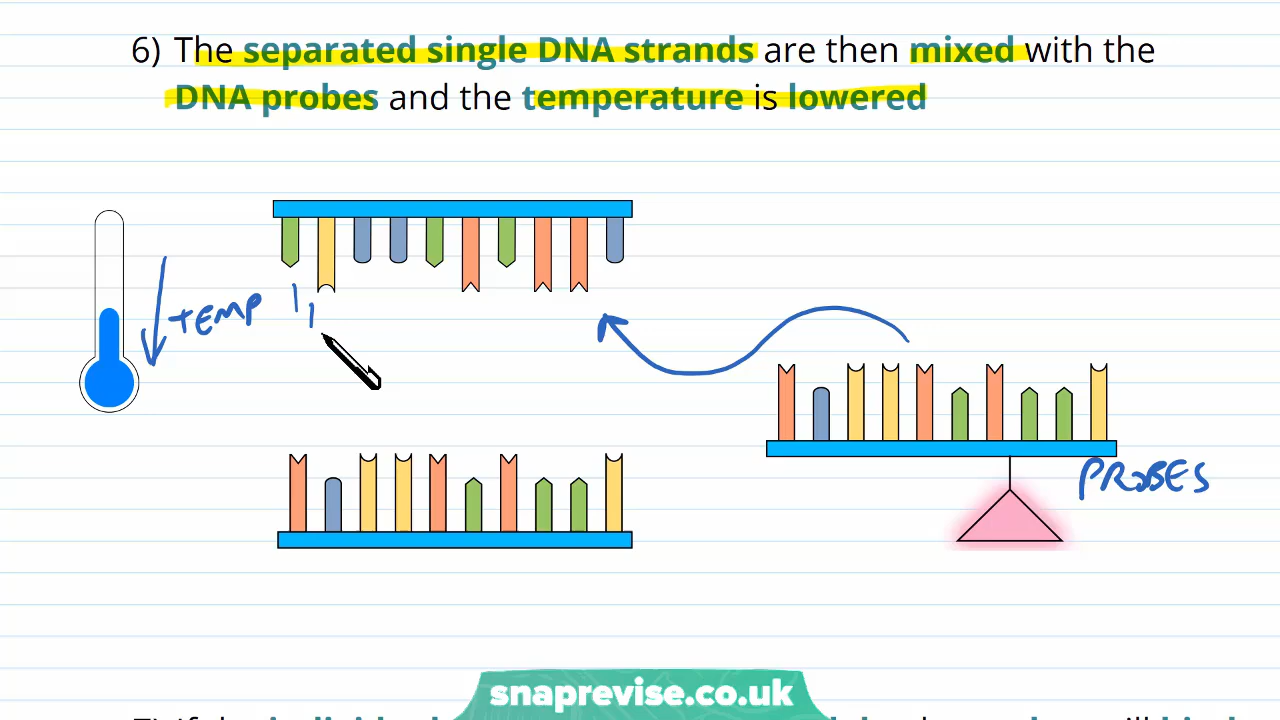 6) The separated single DNA strands are then mixed with the
DNA probes and the temperature is lowered
TEMP
PROBES
snaprevise.co.uk